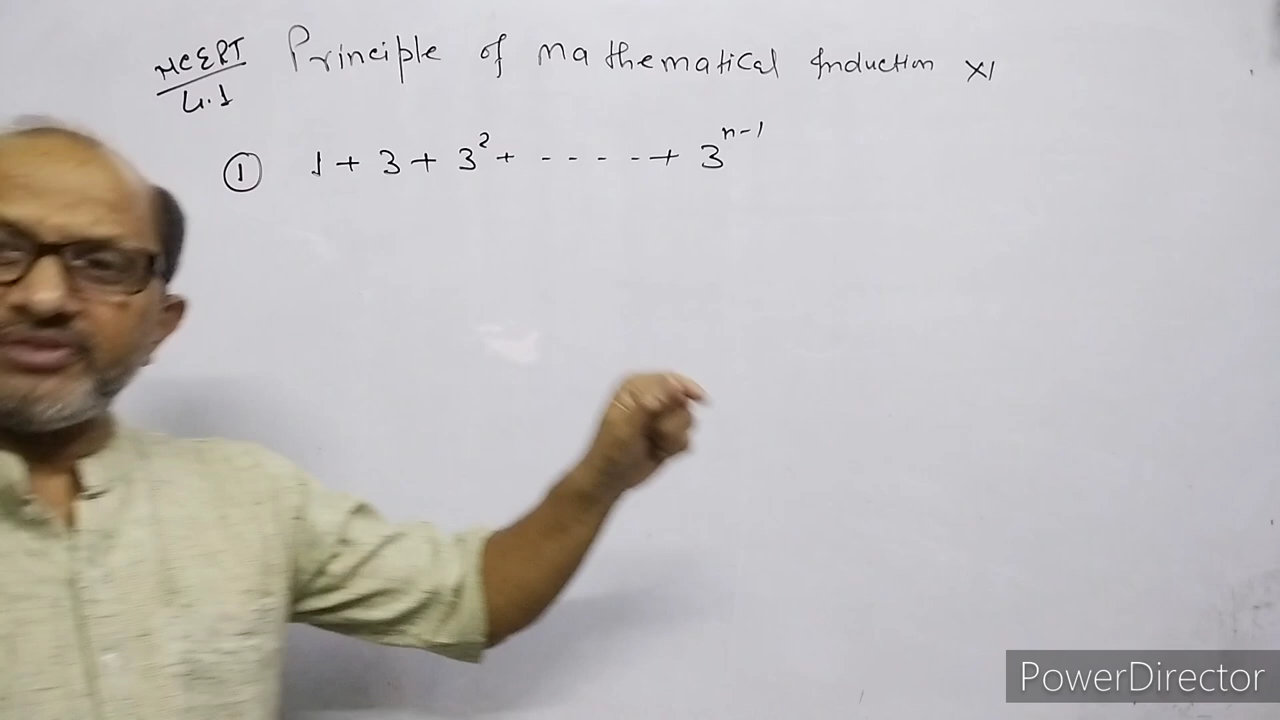 NCERT Principle of Mathematical Induction XI
4.1
① 1 + 3 + 3² + - - - - + 3ⁿ⁻¹
PowerDirector